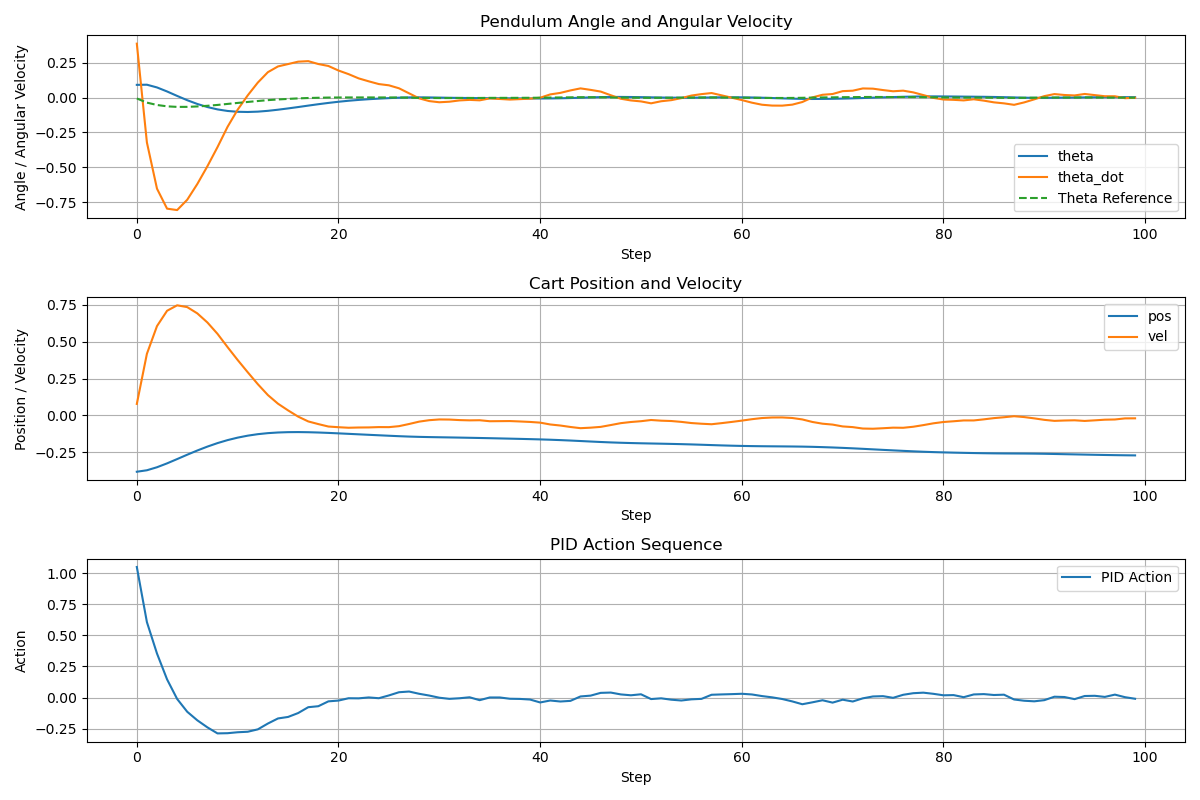 Pendulum Angle and Angular Velocity
Angle / Angular Velocity
0.25
0.00
−0.25
−0.50
−0.75
theta
theta_dot
Theta Reference
0 20 40 60 80 100
Step
Cart Position and Velocity
Position / Velocity
0.75
0.50
0.25
0.00
−0.25
pos
vel
0 20 40 60 80 100
Step
PID Action Sequence
Action
1.00
0.75
0.50
0.25
0.00
−0.25
PID Action
0 20 40 60 80 100
Step